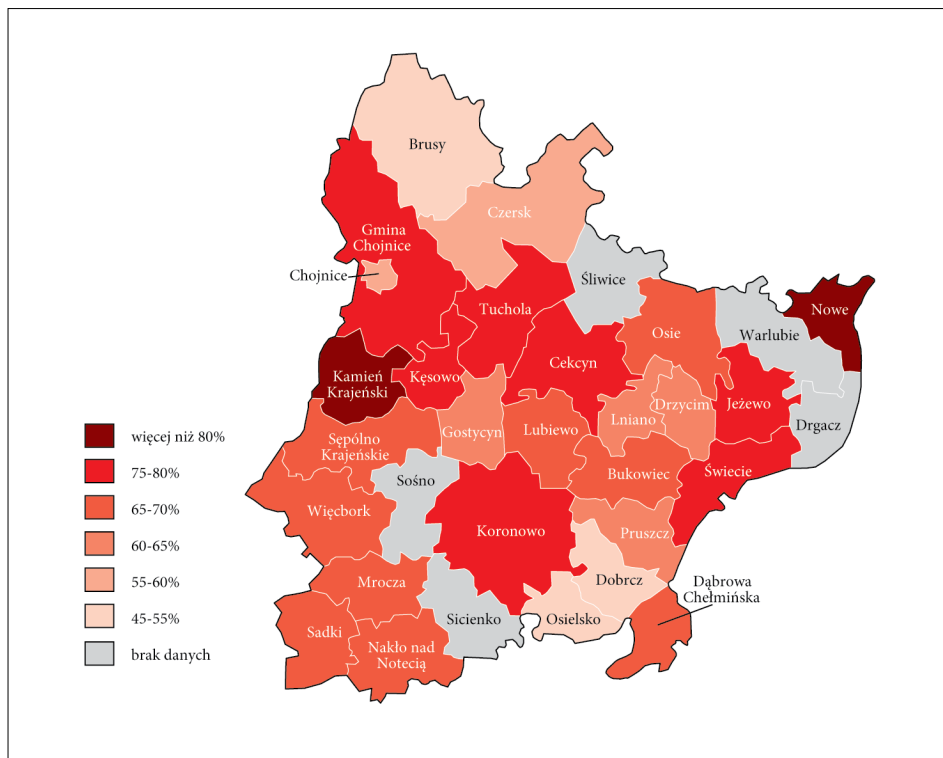 Brusy
Czersk
Gmina
Chojnice
Chojnice
Śliwice
Tuchola
Nowe
Osie
Warlubie
Cekcyn
Kamień
Krajeński
Kęsowo
Drzycim
Jeżewo
Lniano
Drgacz
Gostycyn
Lubiewo
Sępólno
Krajeńskie
Bukowiec
Świecie
Sośno
Więcbork
Koronowo
Pruszcz
Mrocza
Dobrcz
Dąbrowa
Chełmińska
Sicienko
Osielsko
Sadki
Nakło nad
Notecią
więcej niż 80%
75-80%
65-70%
60-65%
55-60%
45-55%
brak danych